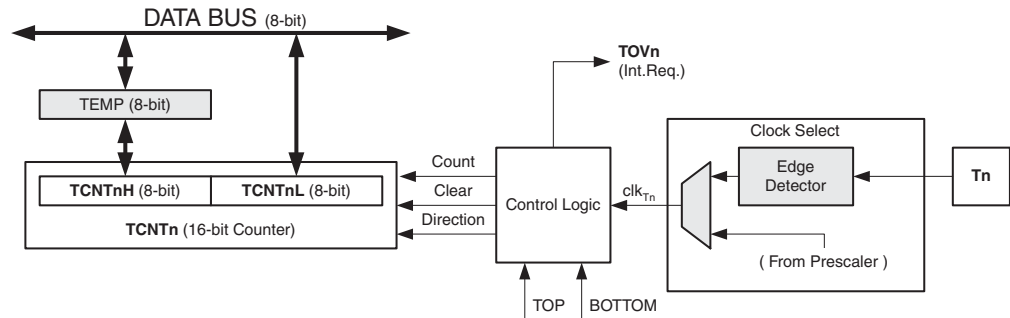 DATA BUS (8-bit)
TOVn
(Int.Req.)
TEMP (8-bit)
Clock Select
Count
Edge
Detector
Tn
TCNTnH (8-bit) TCNTnL (8-bit)
Clear
Control Logic
clkTn
TCNTn (16-bit Counter)
Direction
( From Prescaler )
TOP
BOTTOM